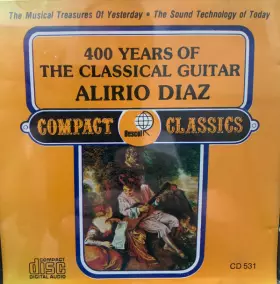 The Musical Treasures Of Yesterday • The Sound Technology of Today
400 YEARS OF
THE CLASSICAL GUITAR
ALIRIO DIAZ
COMPACT CLASSICS
COMPACT
disc
DIGITAL AUDIO
CD 531